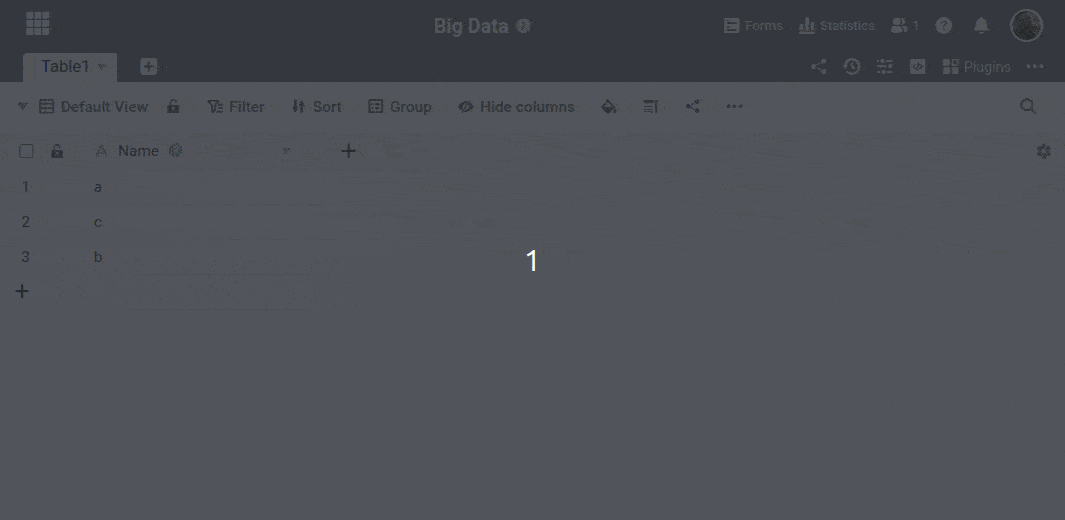 Big Data
Forms
Statistics
1
Table1
Plugins
Default View
Filter
Sort
Group
Hide columns
Name
1 a
2 c
3 b
1